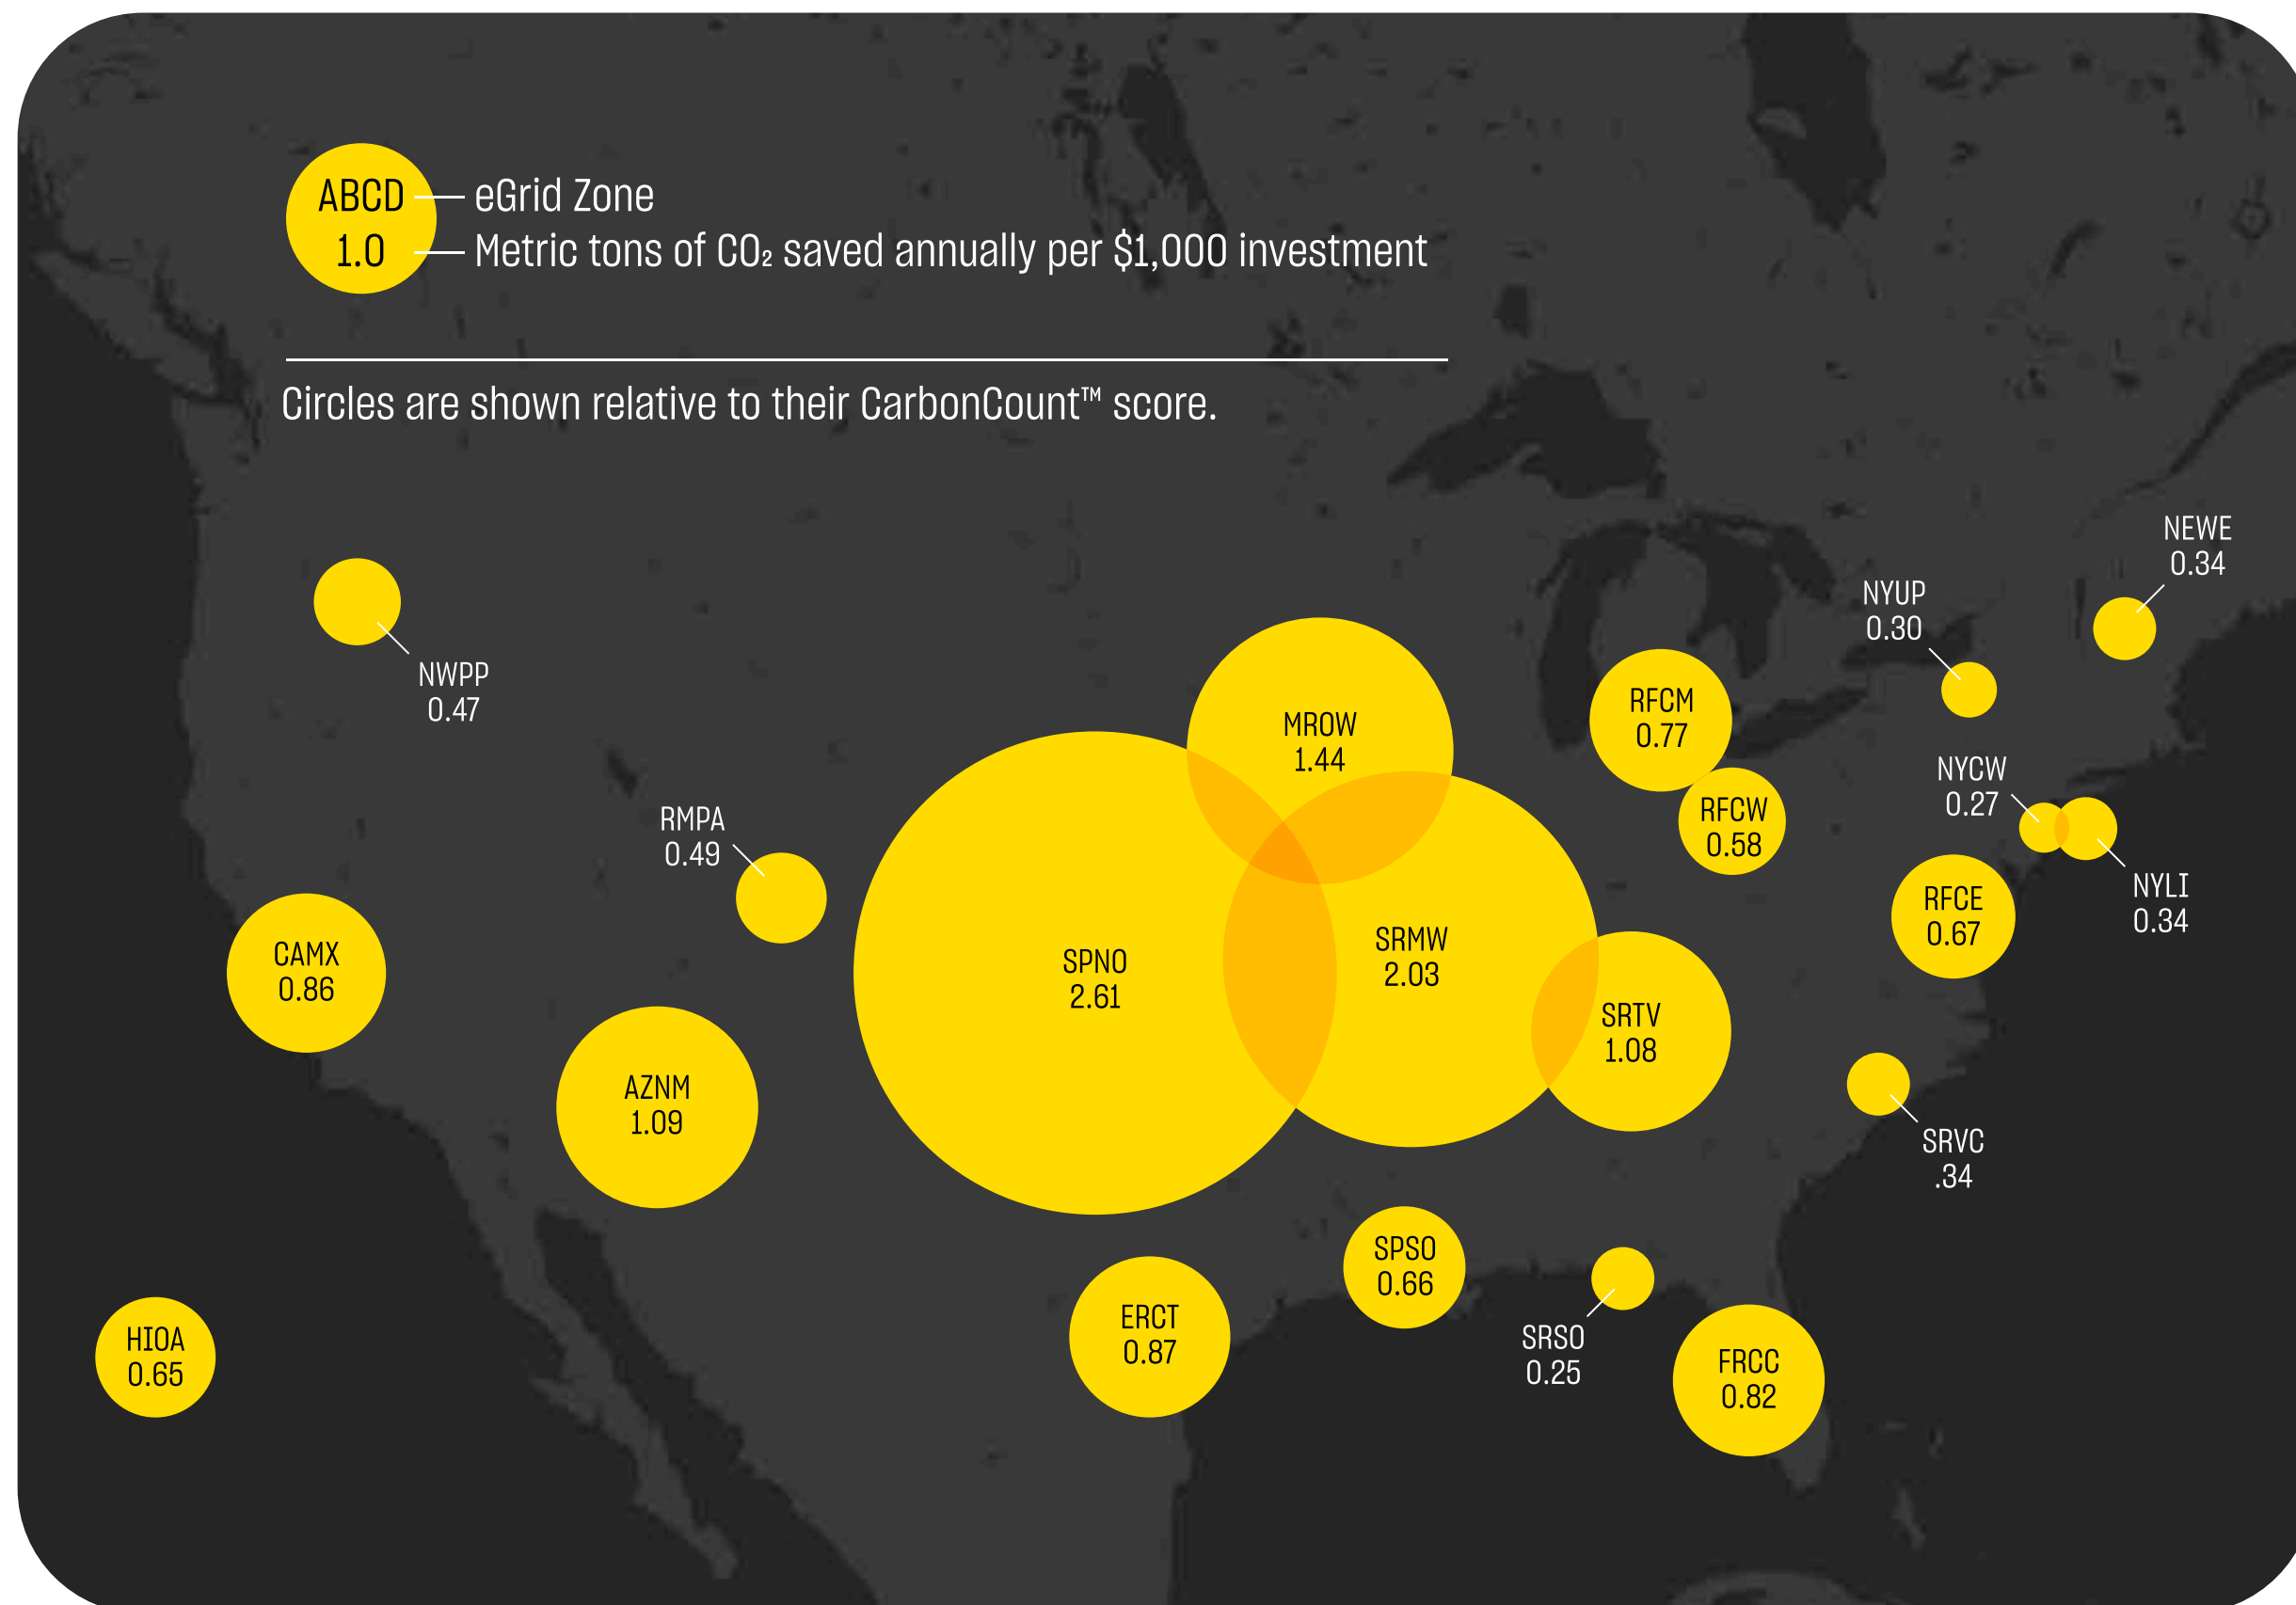 ABCD
eGrid Zone
1.0
Metric tons of CO₂ saved annually per $1,000 investment
Circles are shown relative to their CarbonCount™ score.
NEWE
0.34
NYUP
0.30
NWPP
0.47
RFCM
0.77
MROW
1.44
NYCW
0.27
RFCW
0.58
RMPA
0.49
NYLI
0.34
RFCE
0.67
CAMX
0.86
SRMW
2.03
SPNO
2.61
SRTV
1.08
AZNM
1.09
SRVC
.34
SPSO
0.66
ERCT
0.87
SRSO
0.25
HIOA
0.65
FRCC
0.82